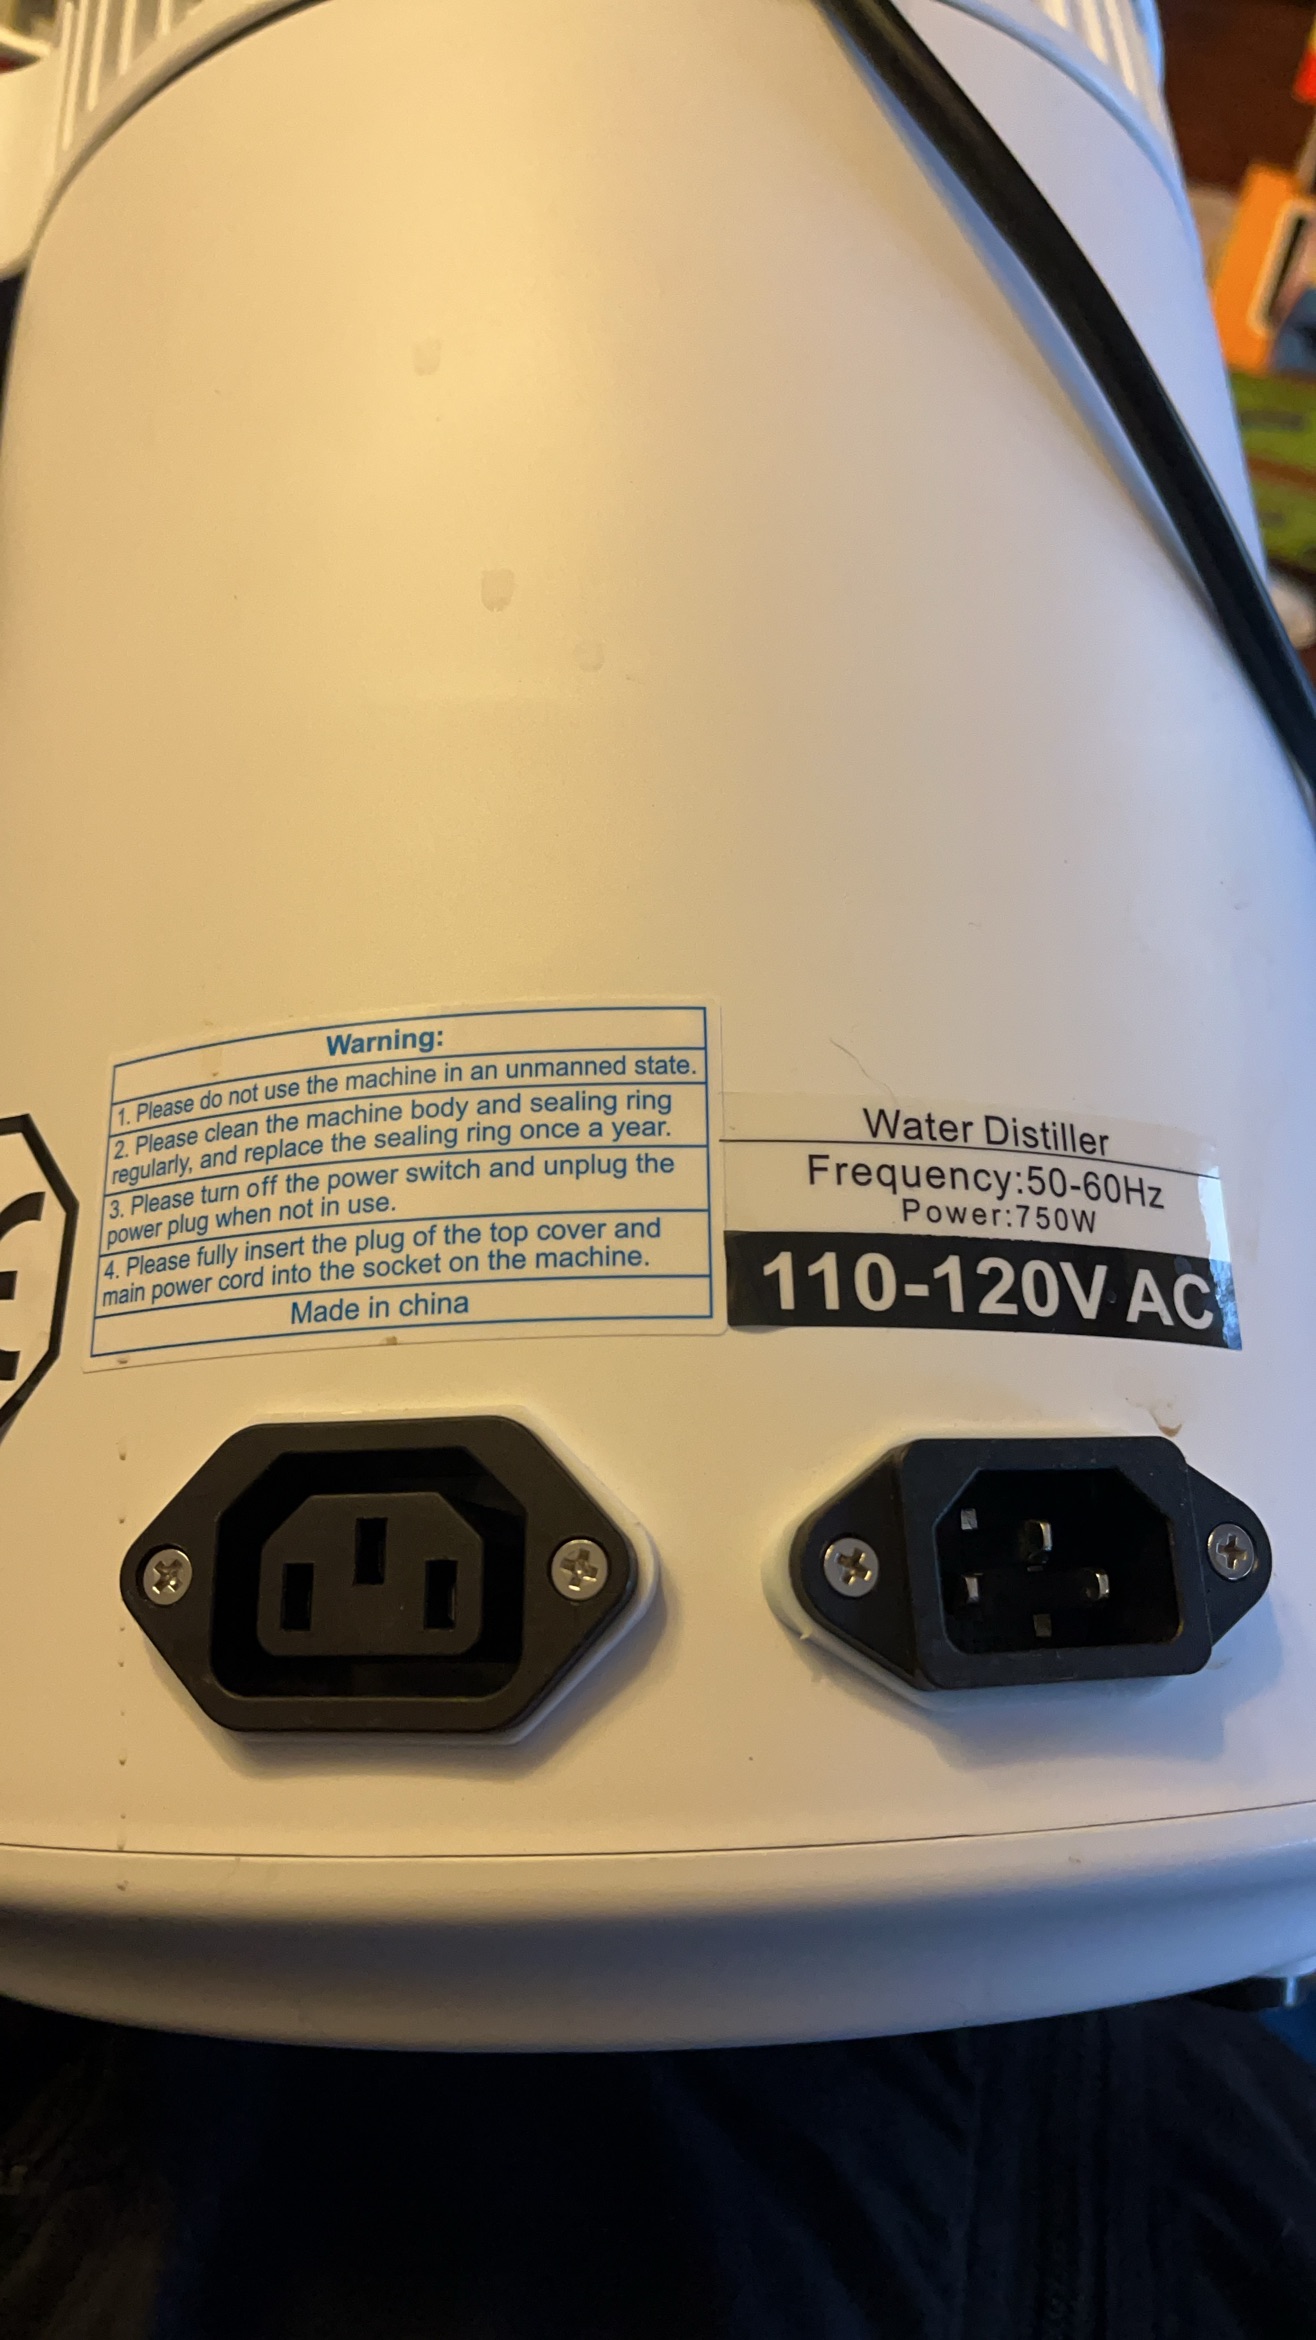 Warning:
1. Please do not use the machine in an unmanned state.
2. Please clean the machine body and sealing ring
regularly, and replace the sealing ring once a year.
3. Please turn off the power switch and unplug the
power plug when not in use.
4. Please fully insert the plug of the top cover and
main power cord into the socket on the machine.
Made in china
Water Distiller
Frequency:50-60Hz
Power:750W
110-120V AC